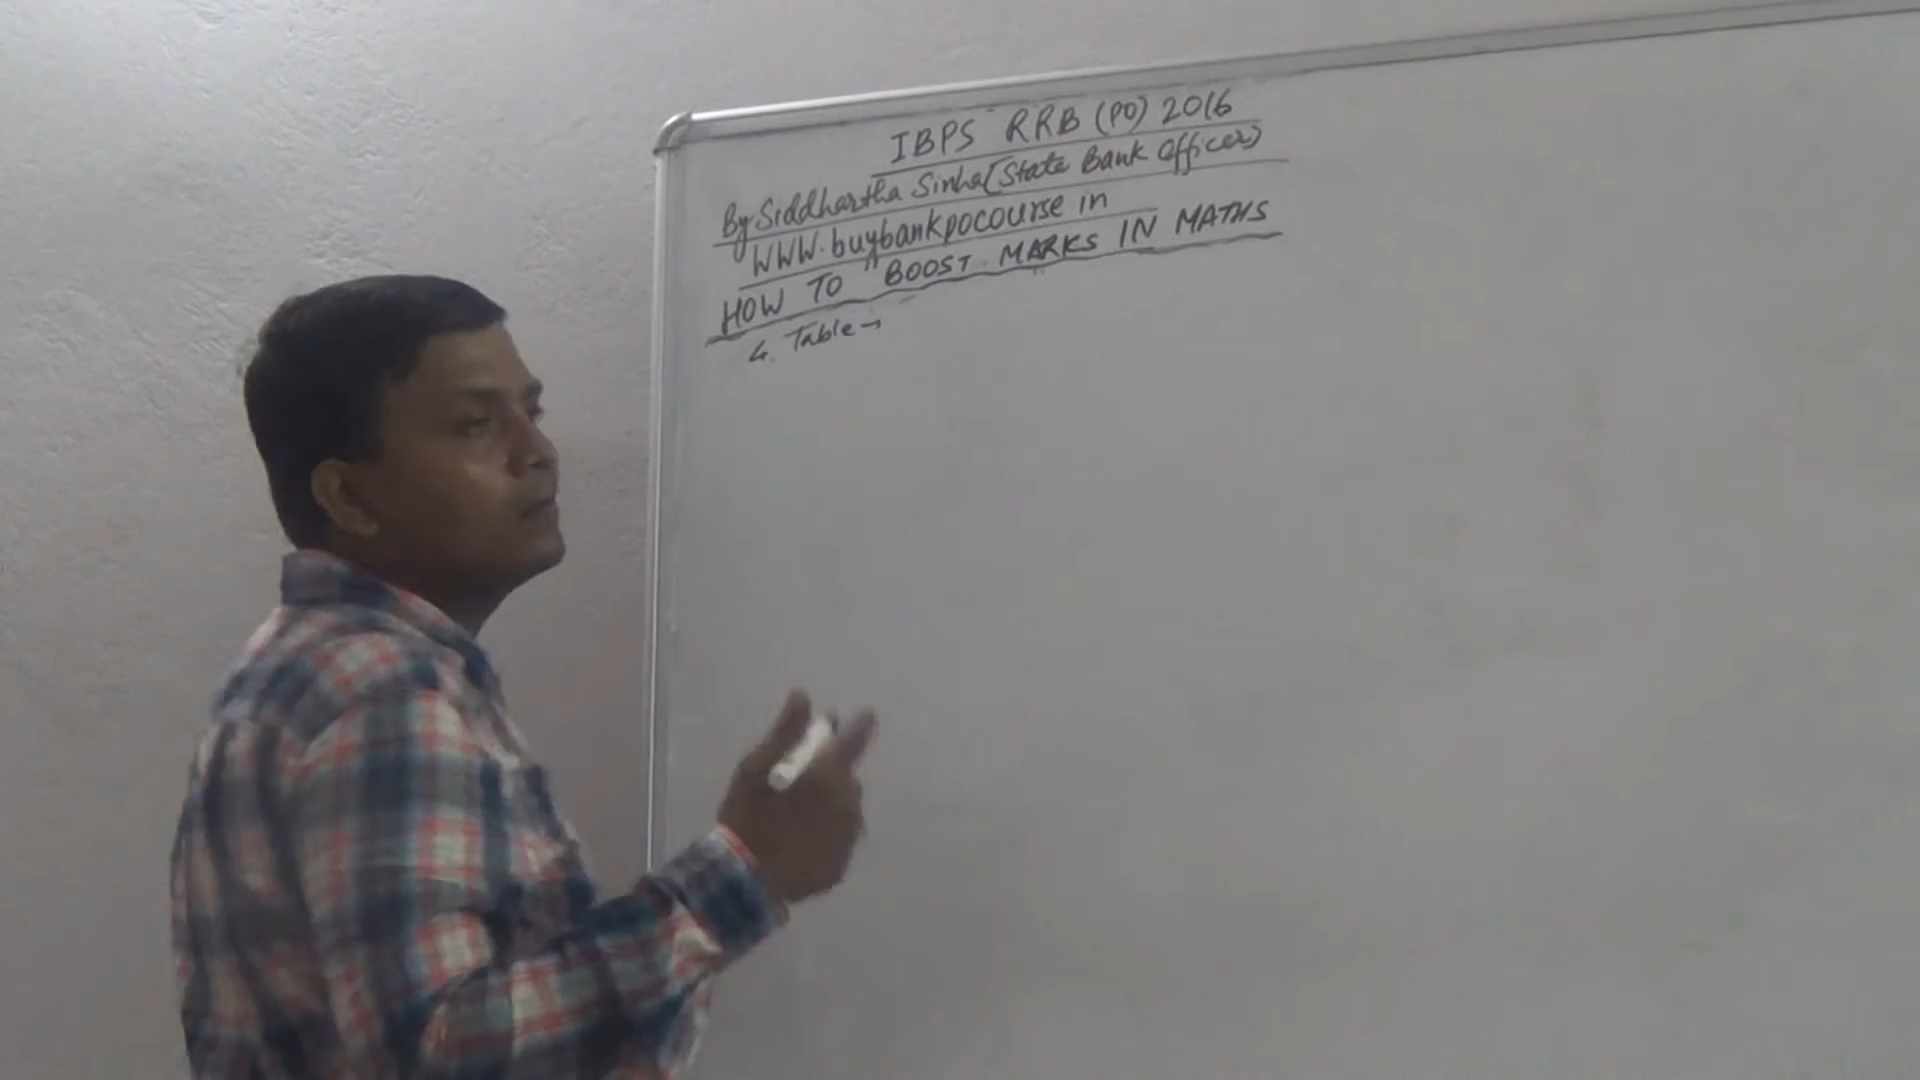 IBPS RRB (PO) 2016
By Siddhartha Sinha (State Bank Officer)
WWW.buybankpocourse in
HOW TO BOOST MARKS IN MATHS
4. Table →